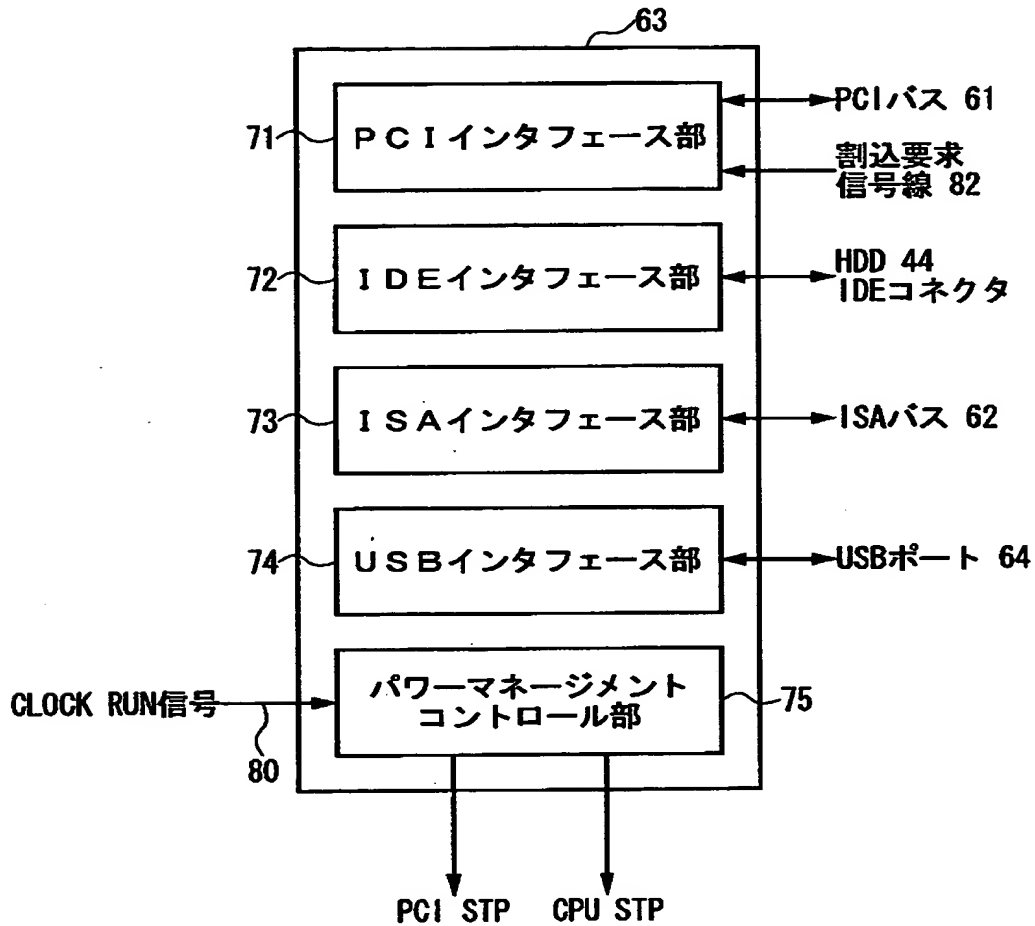 63
71
ＰＣＩインタフェース部
PCIバス 61
割込要求
信号線 82
72
ＩＤＥインタフェース部
HDD 44
IDEコネクタ
73
ＩＳＡインタフェース部
ISAバス 62
74
ＵＳＢインタフェース部
USBポート 64
CLOCK RUN信号
80
パワーマネージメント
コントロール部
75
PCI STP
CPU STP